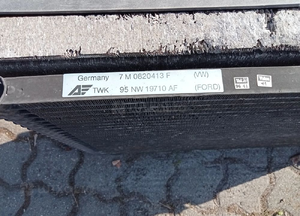 Germany 7 M 0820413 F (VW)
AF TWK 95 NW 19710 AF (FORD)